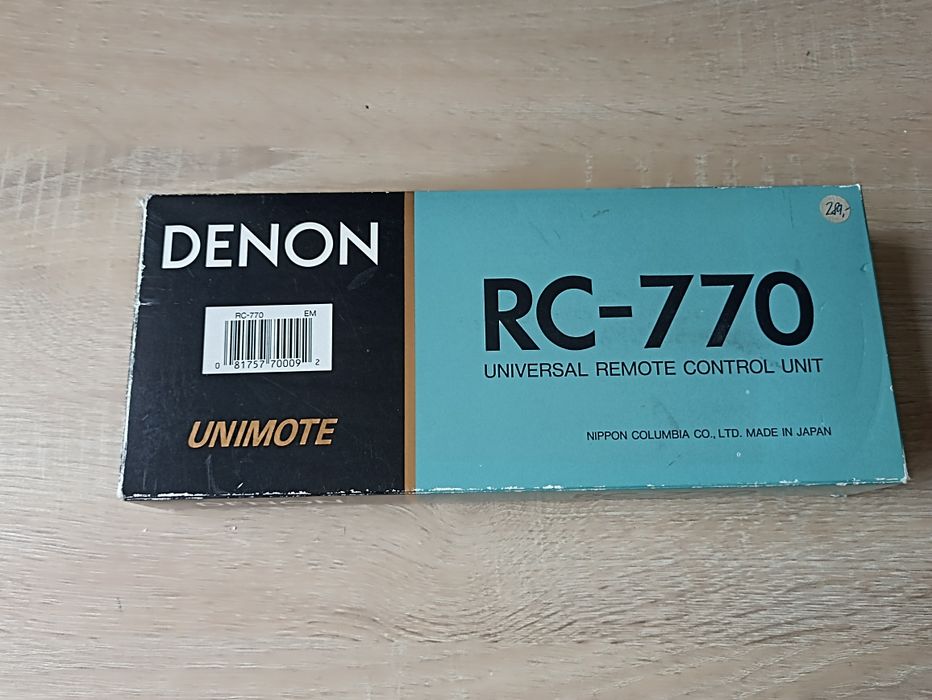 DENON
RC-770 EM
0 81757 70009 2
UNIMOTE
289,-
RC-770
UNIVERSAL REMOTE CONTROL UNIT
NIPPON COLUMBIA CO., LTD. MADE IN JAPAN